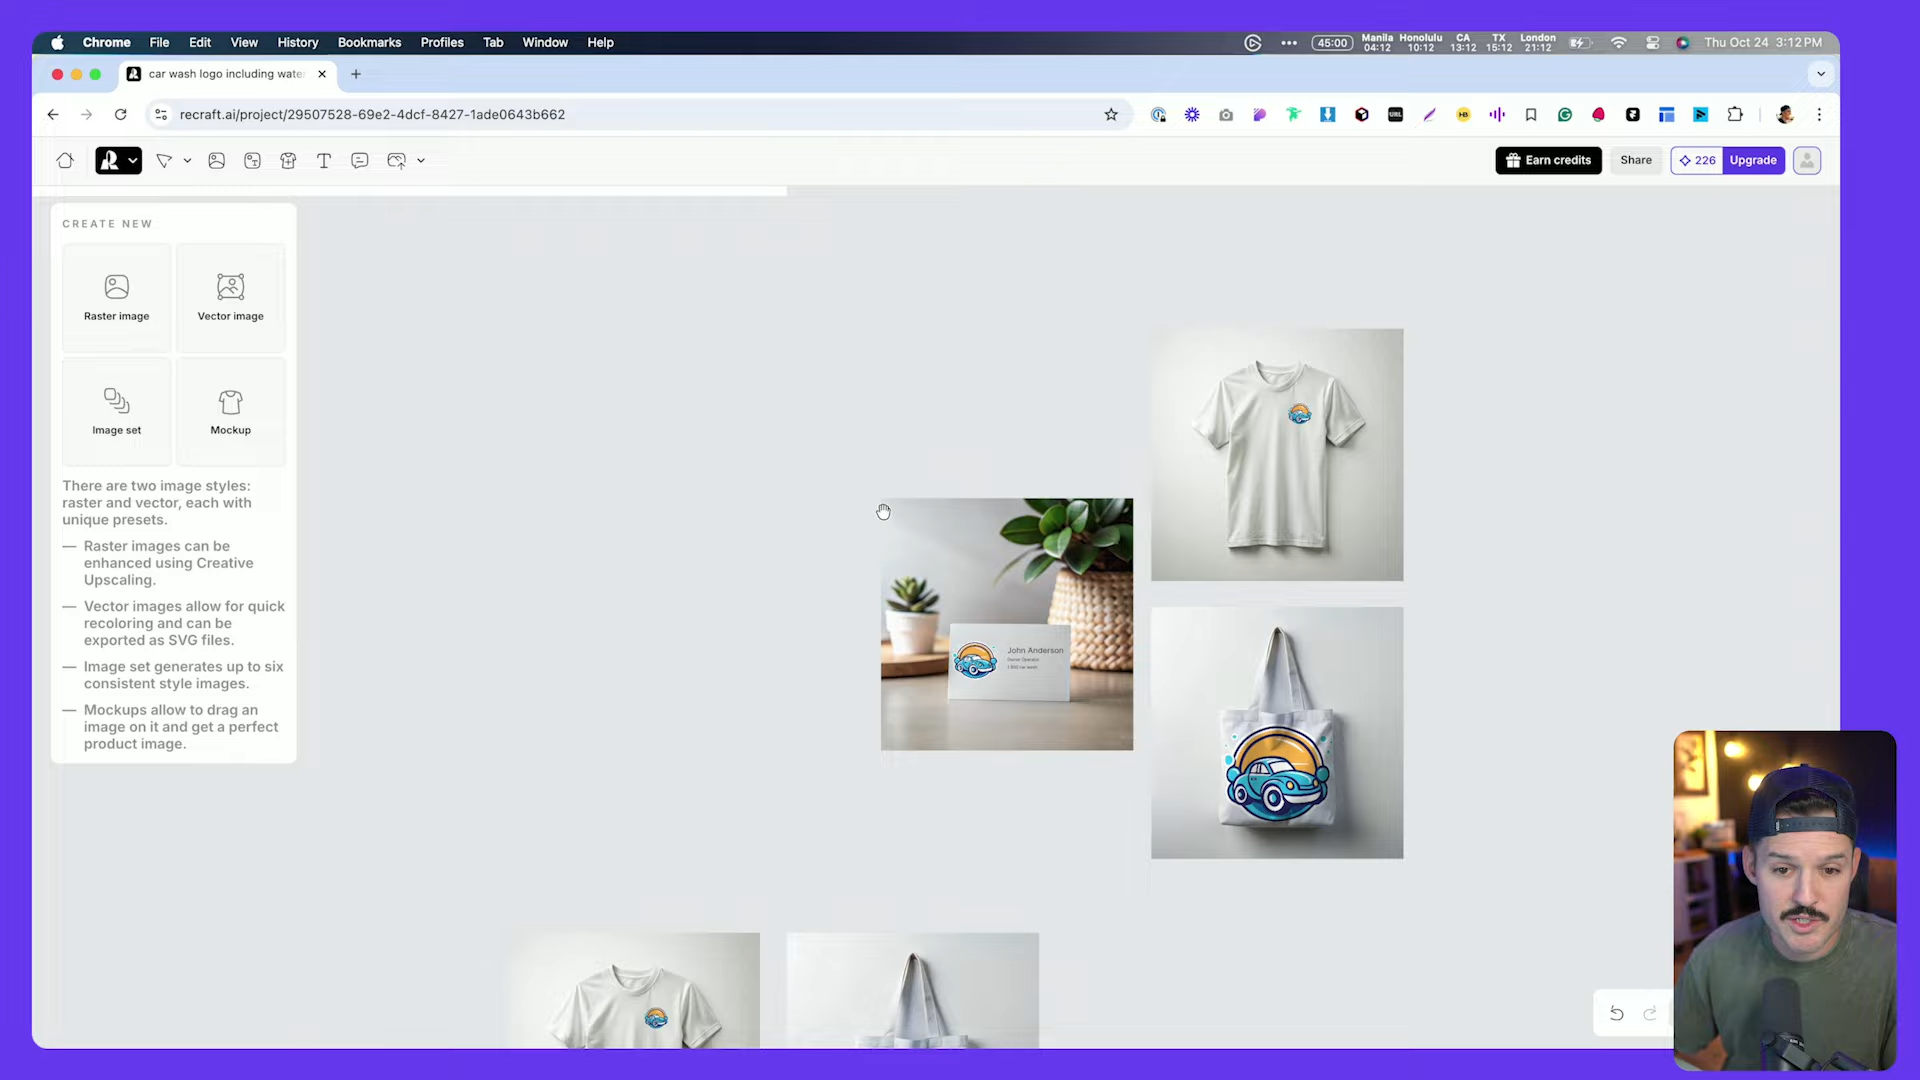 Chrome File Edit View History Bookmarks Profiles Tab Window Help
45:00
Manila 04:12 Honolulu 10:12 CA 13:12 TX 15:12 London 21:12
Thu Oct 24 3:12 PM
car wash logo including wate
recraft.ai/project/29507528-69e2-4dcf-8427-1ade0643b662
URL
HB
Earn credits
Share
226
Upgrade
CREATE NEW
Raster image
Vector image
Image set
Mockup
There are two image styles:
raster and vector, each with
unique presets.
— Raster images can be
enhanced using Creative
Upscaling.
— Vector images allow for quick
recoloring and can be
exported as SVG files.
— Image set generates up to six
consistent style images.
— Mockups allow to drag an
image on it and get a perfect
product image.
John Anderson
Owner Operator